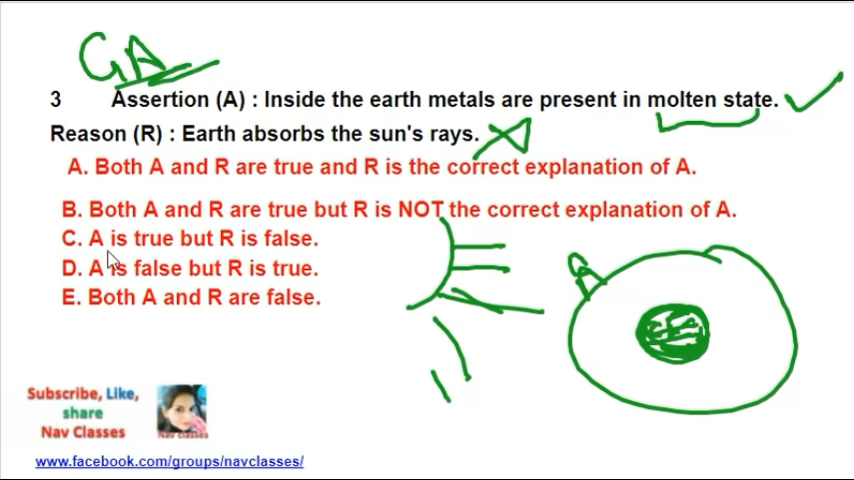 GA
3 Assertion (A) : Inside the earth metals are present in molten state.
Reason (R) : Earth absorbs the sun's rays.
A. Both A and R are true and R is the correct explanation of A.
B. Both A and R are true but R is NOT the correct explanation of A.
C. A is true but R is false.
D. A is false but R is true.
E. Both A and R are false.
Subscribe, Like,
share
Nav Classes
Nav Classes
www.facebook.com/groups/navclasses/